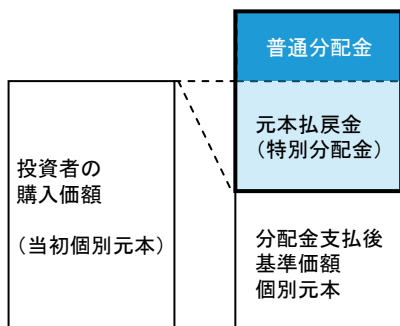 普通分配金
元本払戻金
(特別分配金)
投資者の
購入価額
(当初個別元本)
分配金支払後
基準価額
個別元本